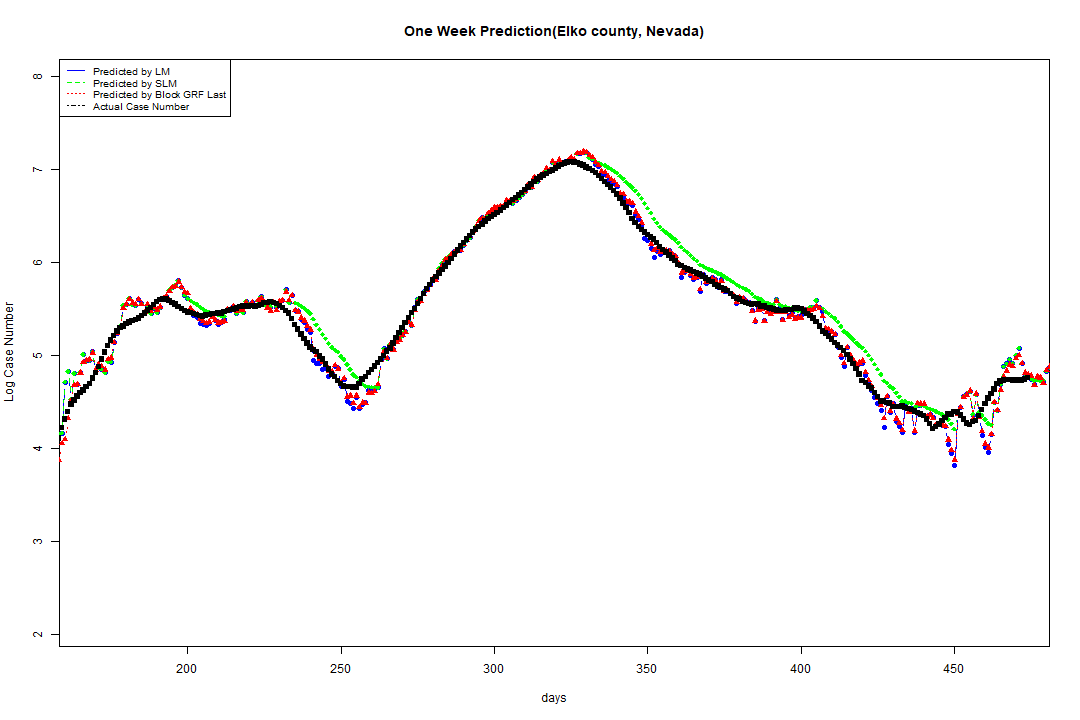 One Week Prediction(Elko county, Nevada)
Predicted by LM
Predicted by SLM
Predicted by Block GRF Last
Actual Case Number
8
7
6
5
4
3
2
Log Case Number
200 250 300 350 400 450
days